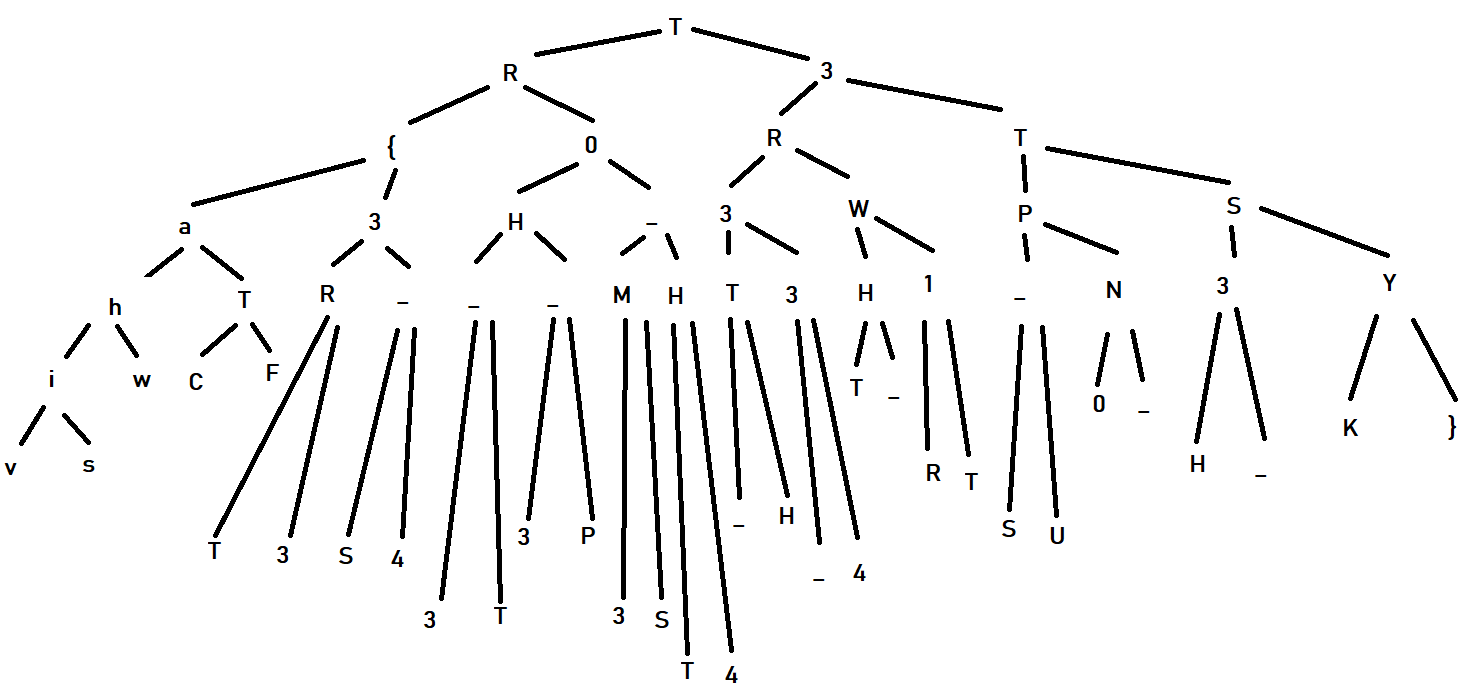 T
R 3
{ 0 R T
a 3 H _ 3 W P S
h T R _ _ _ M H T 3 H 1 _ N 3 Y
i w C F T _ 0 _ K }
v s _ H R T H _
T 3 S 4 3 P _ 4 S U
3 T 3 S
T 4